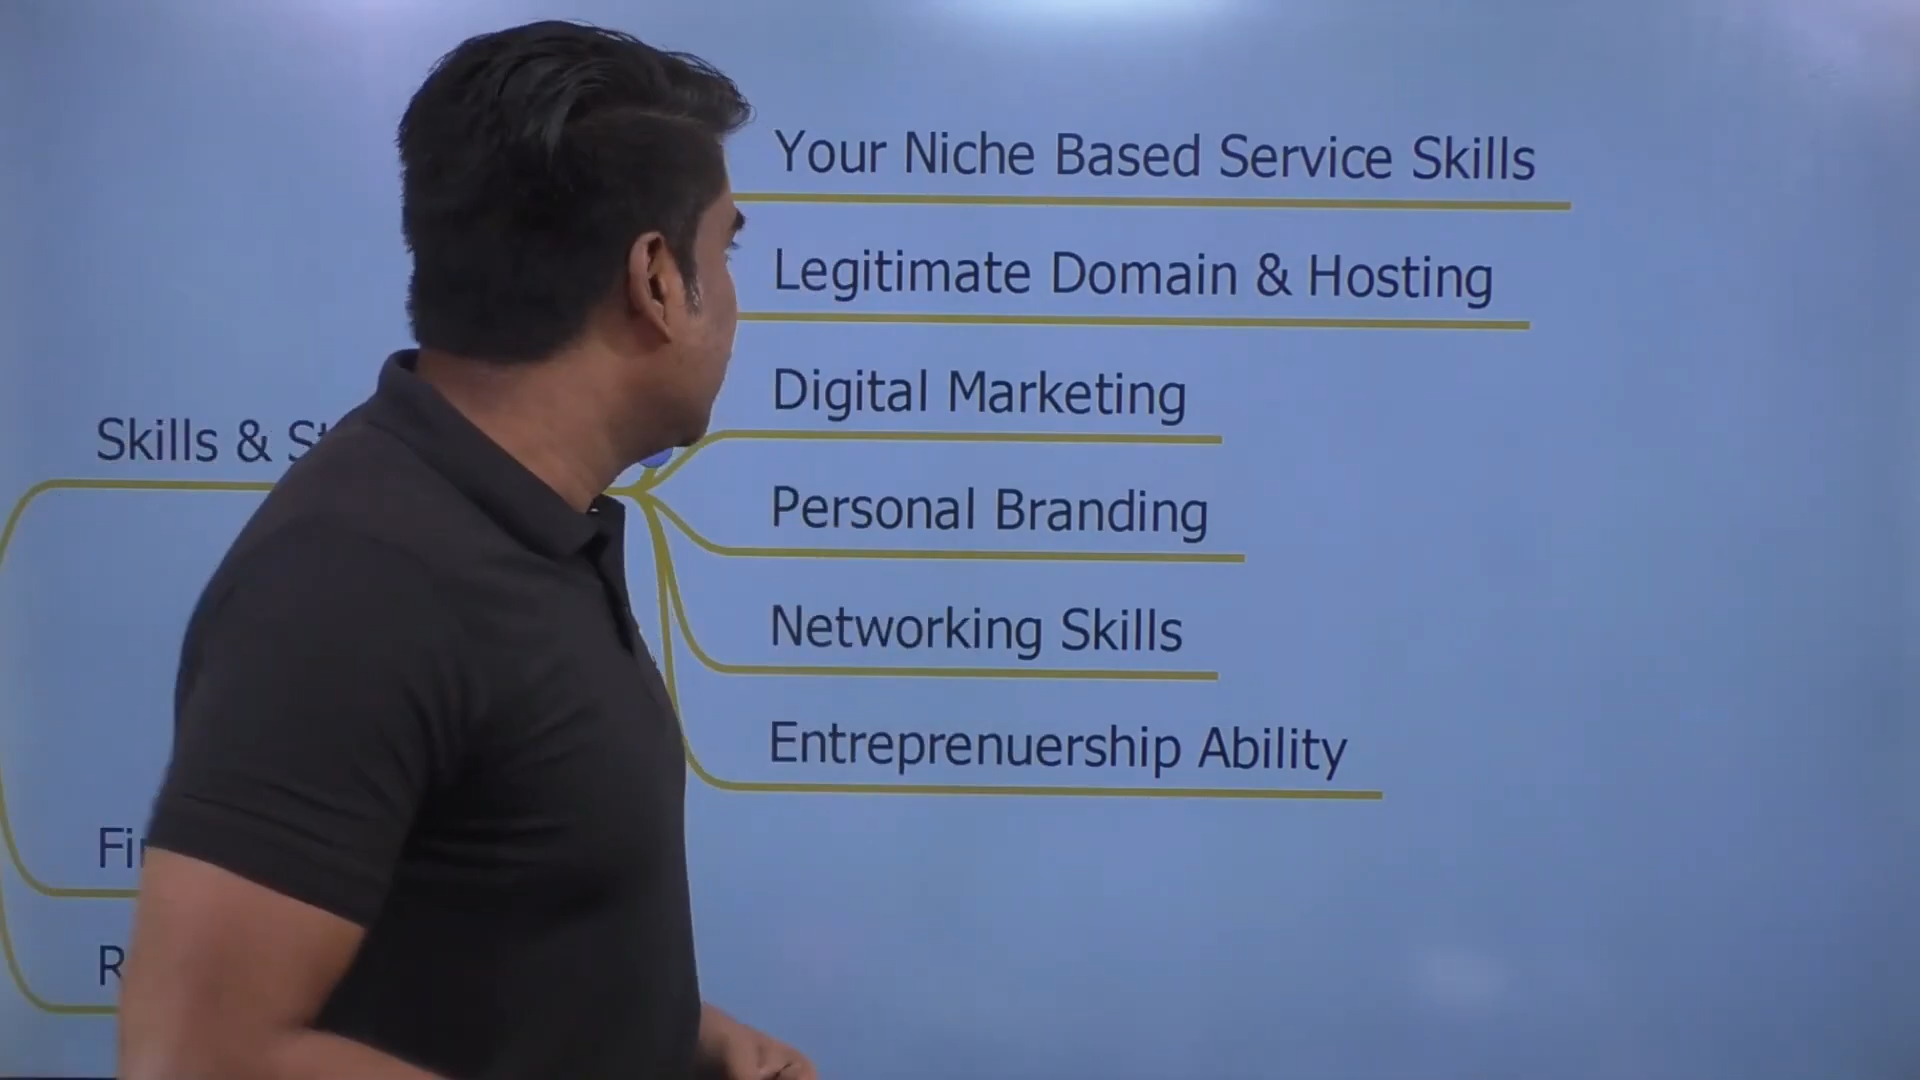 Your Niche Based Service Skills
Legitimate Domain & Hosting
Digital Marketing
Skills &
Personal Branding
Networking Skills
Entreprenuership Ability